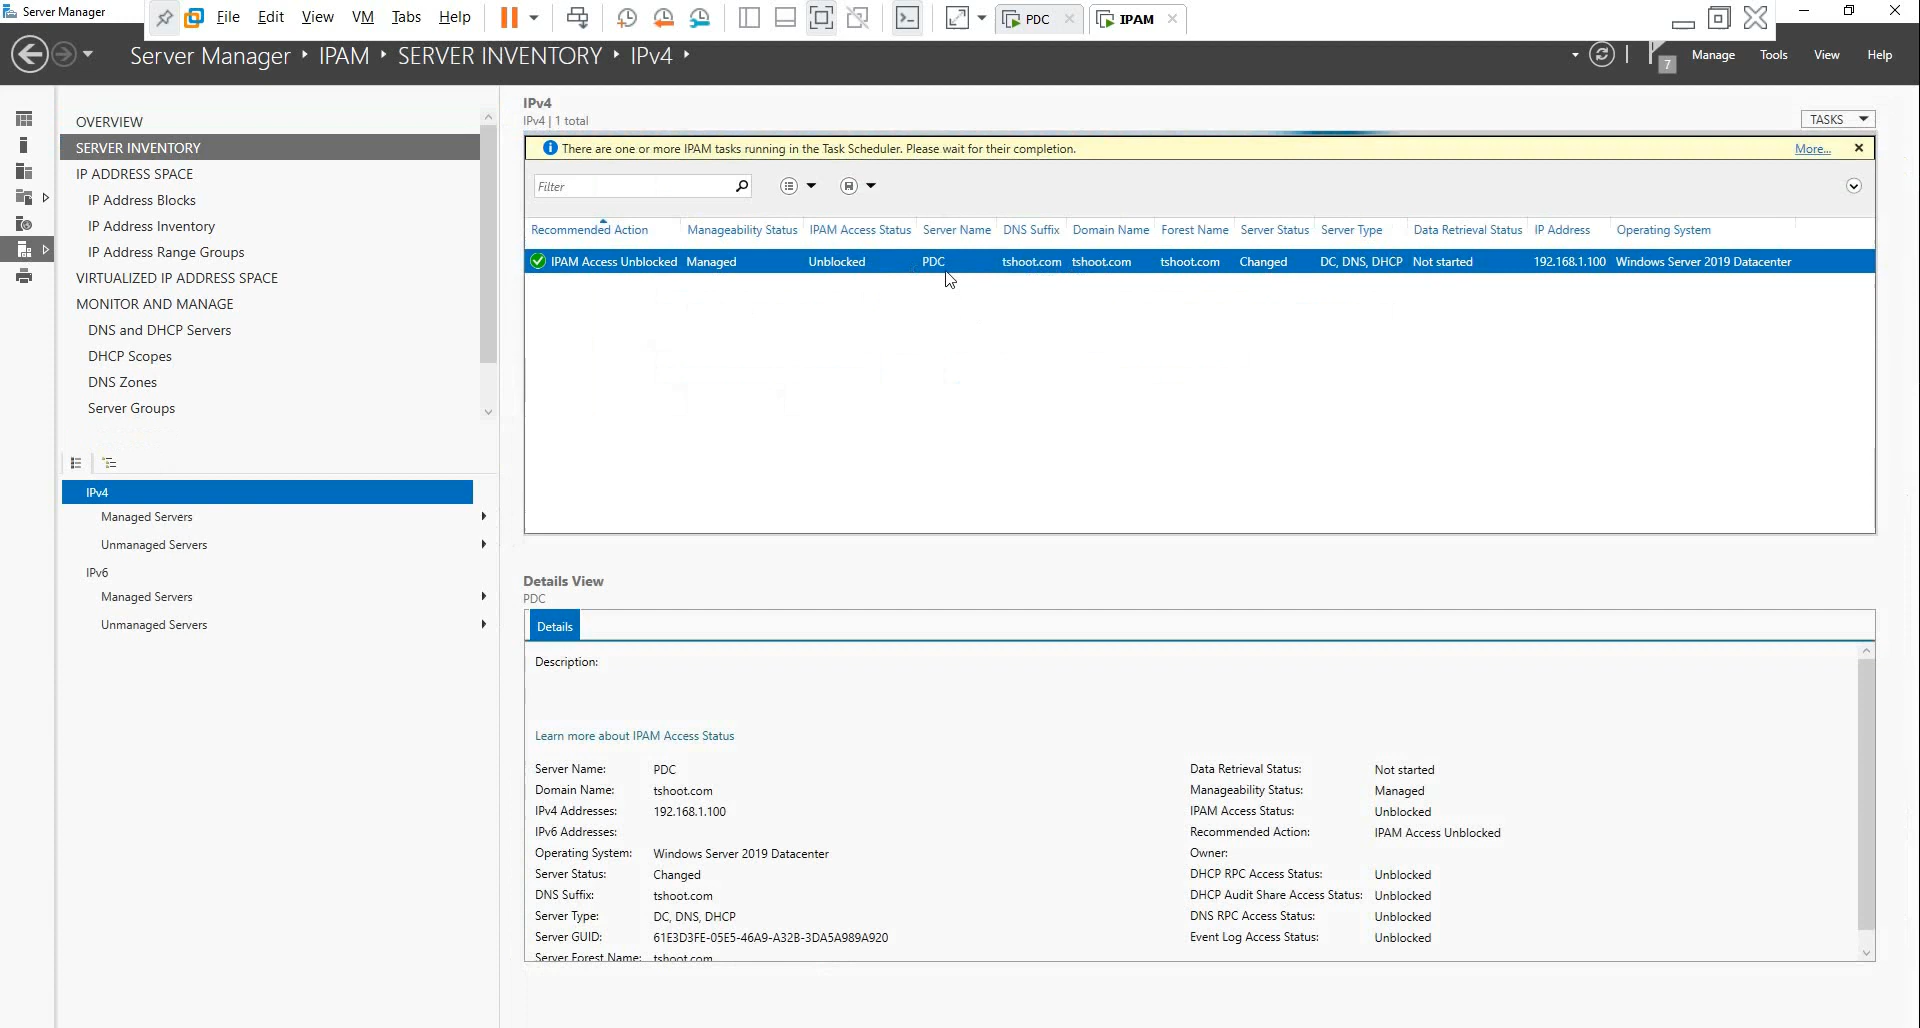 Server Manager
File Edit View VM Tabs Help
PDC
IPAM
Server Manager IPAM SERVER INVENTORY IPv4
7 Manage Tools View Help
OVERVIEW
SERVER INVENTORY
IP ADDRESS SPACE
IP Address Blocks
IP Address Inventory
IP Address Range Groups
VIRTUALIZED IP ADDRESS SPACE
MONITOR AND MANAGE
DNS and DHCP Servers
DHCP Scopes
DNS Zones
Server Groups
IPv4
Managed Servers
Unmanaged Servers
IPv6
Managed Servers
Unmanaged Servers
IPv4
IPv4 | 1 total
TASKS
There are one or more IPAM tasks running in the Task Scheduler. Please wait for their completion. More...
Filter
Recommended Action Manageability Status IPAM Access Status Server Name DNS Suffix Domain Name Forest Name Server Status Server Type Data Retrieval Status IP Address Operating System
IPAM Access Unblocked Managed Unblocked PDC tshoot.com tshoot.com tshoot.com Changed DC, DNS, DHCP Not started 192.168.1.100 Windows Server 2019 Datacenter
Details View
PDC
Details
Description:
Learn more about IPAM Access Status
Server Name: PDC
Domain Name: tshoot.com
IPv4 Addresses: 192.168.1.100
IPv6 Addresses:
Operating System: Windows Server 2019 Datacenter
Server Status: Changed
DNS Suffix: tshoot.com
Server Type: DC, DNS, DHCP
Server GUID: 61E3D3FE-05E5-46A9-A32B-3DA5A989A920
Server Forest Name: tshoot.com
Data Retrieval Status: Not started
Manageability Status: Managed
IPAM Access Status: Unblocked
Recommended Action: IPAM Access Unblocked
Owner:
DHCP RPC Access Status: Unblocked
DHCP Audit Share Access Status: Unblocked
DNS RPC Access Status: Unblocked
Event Log Access Status: Unblocked